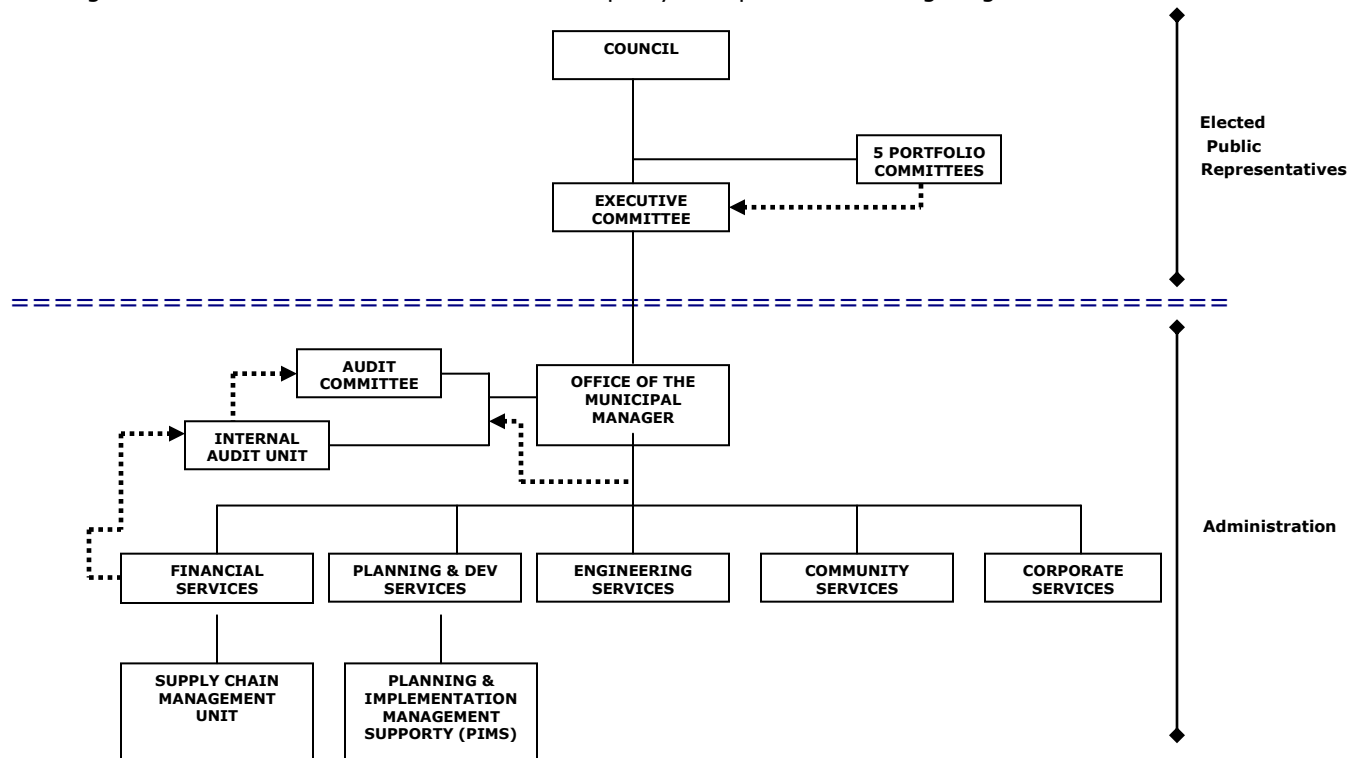 COUNCIL
Elected
Public
Representatives
5 PORTFOLIO
COMMITTEES
EXECUTIVE
COMMITTEE
AUDIT
COMMITTEE
OFFICE OF THE
MUNICIPAL
MANAGER
INTERNAL
AUDIT UNIT
Administration
FINANCIAL
SERVICES
PLANNING & DEV
SERVICES
ENGINEERING
SERVICES
COMMUNITY
SERVICES
CORPORATE
SERVICES
SUPPLY CHAIN
MANAGEMENT
UNIT
PLANNING &
IMPLEMENTATION
MANAGEMENT
SUPPORTY (PIMS)